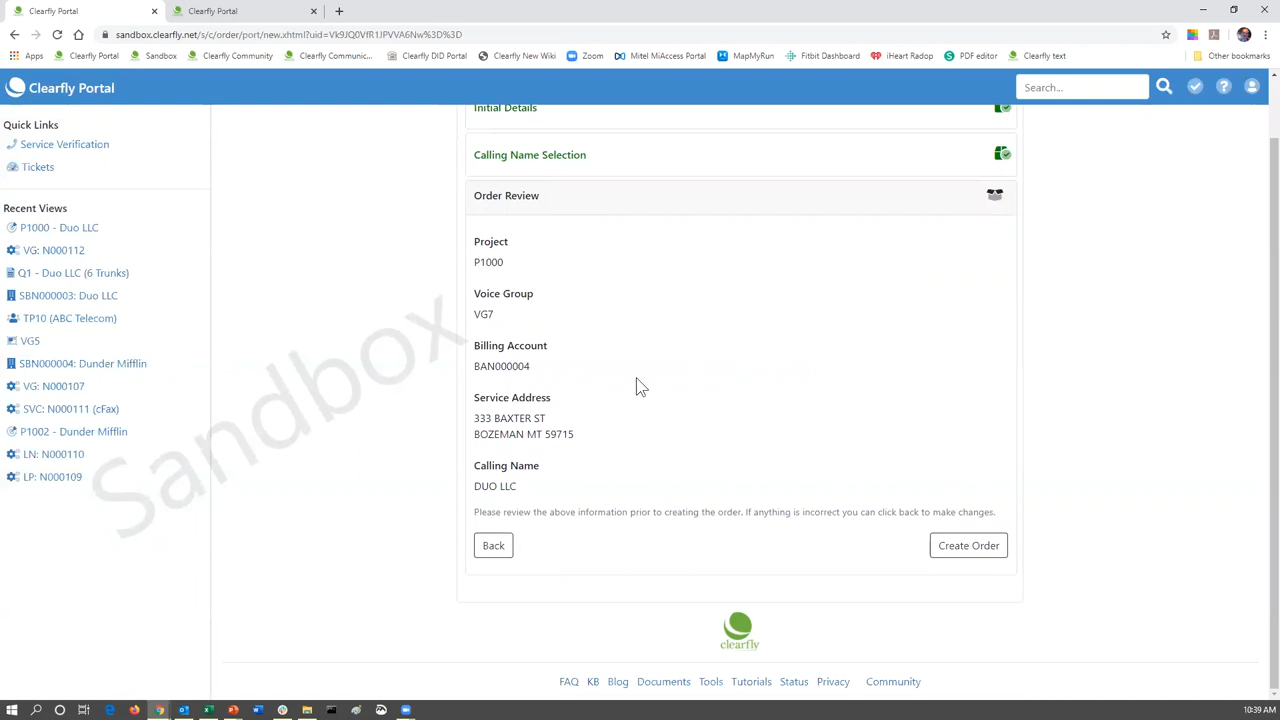 Clearfly Portal
Clearfly Portal
sandbox.clearfly.net/s/c/order/port/new.xhtml?uid=Vk9JQ0VfR1JPVVA6Nw%3D%3D
Apps
Clearfly Portal
Sandbox
Clearfly Community
Clearfly Communic...
Clearfly DID Portal
Clearfly New Wiki
Zoom
Mitel MiAccess Portal
MapMyRun
Fitbit Dashboard
iHeart Radop
PDF editor
Clearfly text
Other bookmarks
Clearfly Portal
Search...
Quick Links
Service Verification
Tickets
Recent Views
P1000 - Duo LLC
VG: N000112
Q1 - Duo LLC (6 Trunks)
SBN000003: Duo LLC
TP10 (ABC Telecom)
VG5
SBN000004: Dunder Mifflin
VG: N000107
SVC: N000111 (cFax)
P1002 - Dunder Mifflin
LN: N000110
LP: N000109
Sandbox
Initial Details
Calling Name Selection
Order Review
Project
P1000
Voice Group
VG7
Billing Account
BAN000004
Service Address
333 BAXTER ST
BOZEMAN MT 59715
Calling Name
DUO LLC
Please review the above information prior to creating the order. If anything is incorrect you can click back to make changes.
Back
Create Order
clearfly
FAQ KB Blog Documents Tools Tutorials Status Privacy Community
10:39 AM